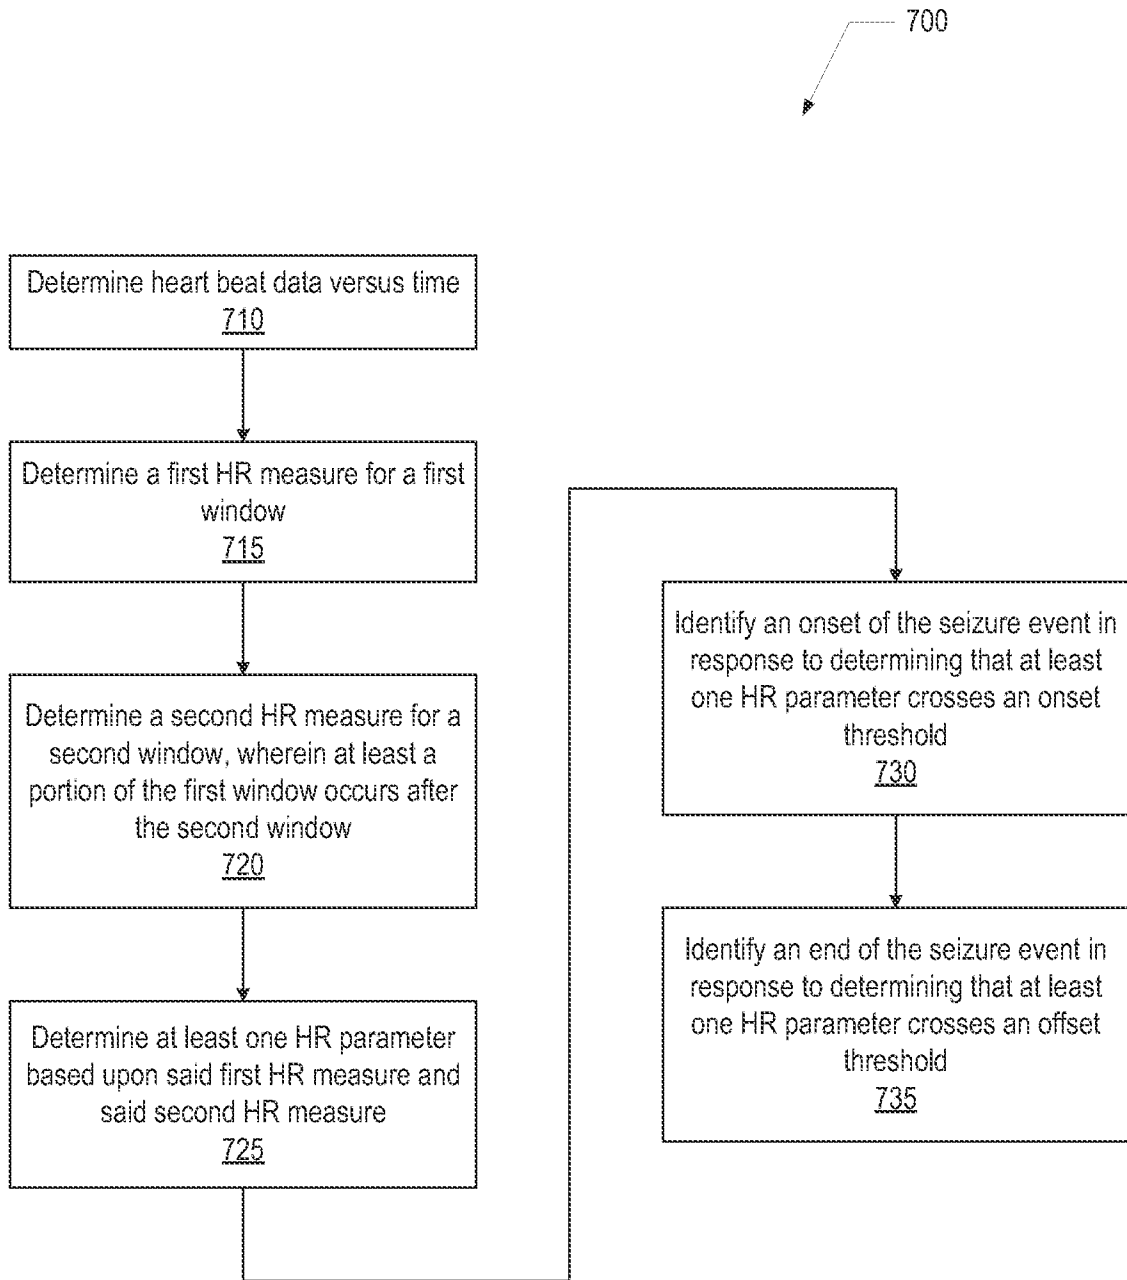 700
Determine heart beat data versus time
710
Determine a first HR measure for a first
window
715
Determine a second HR measure for a
second window, wherein at least a
portion of the first window occurs after
the second window
720
Determine at least one HR parameter
based upon said first HR measure and
said second HR measure
725
Identify an onset of the seizure event in
response to determining that at least
one HR parameter crosses an onset
threshold
730
Identify an end of the seizure event in
response to determining that at least
one HR parameter crosses an offset
threshold
735